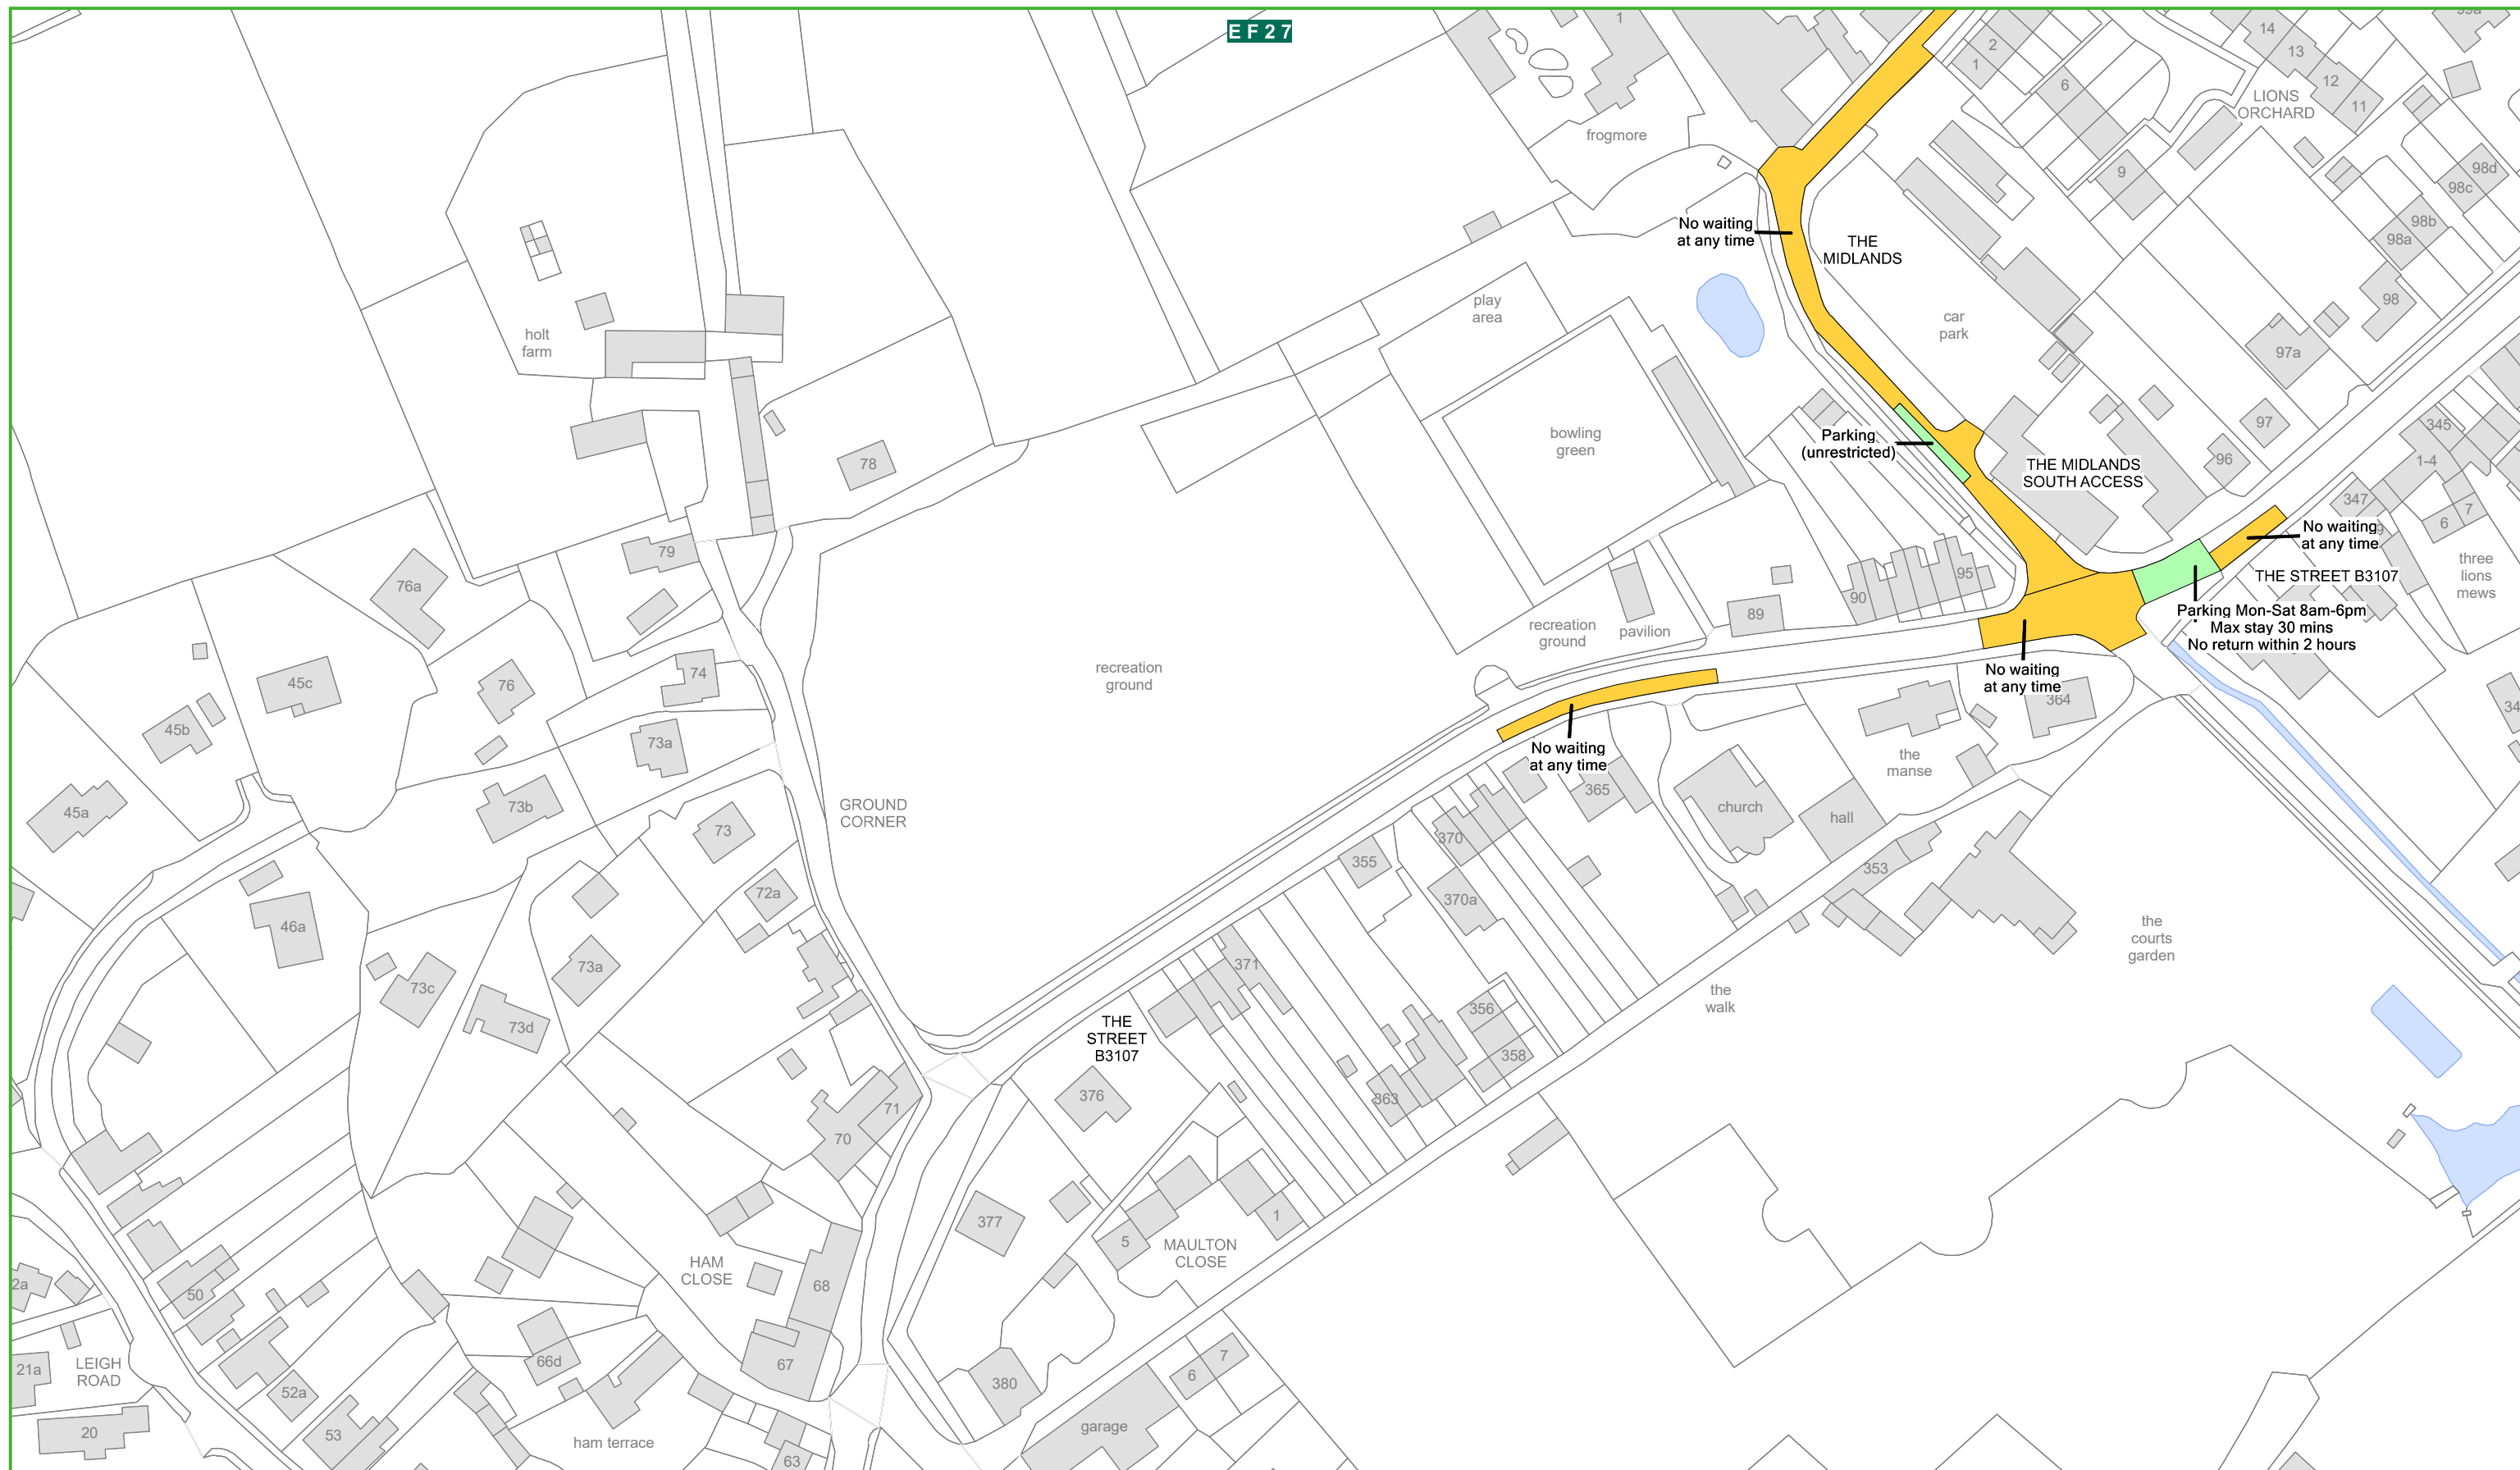 EF27
1
2
1
6
14
13
12
11
LIONS
ORCHARD
frogmore
9
98d
98c
98b
98a
98
No waiting
at any time
THE
MIDLANDS
holt
farm
play
area
car
park
97a
bowling
green
Parking
(unrestricted)
78
97
345
1-4
96
THE MIDLANDS
SOUTH ACCESS
347
7
6
No waiting
at any time
79
76a
95
90
89
THE STREET B3107
three
lions
mews
Parking Mon-Sat 8am-6pm
Max stay 30 mins
No return within 2 hours
recreation
ground
pavilion
recreation
ground
No waiting
at any time
364
74
76
45c
45b
73a
No waiting
at any time
the
manse
365
45a
73b
GROUND
CORNER
73
church
hall
370
355
353
72a
370a
46a
the
courts
garden
371
73a
73c
73d
the
walk
356
358
THE
STREET
B3107
376
71
70
363
377
1
5
MAULTON
CLOSE
HAM
CLOSE
68
2a
50
67
66d
7
6
21a
LEIGH
ROAD
52a
380
20
53
ham terrace
garage
63